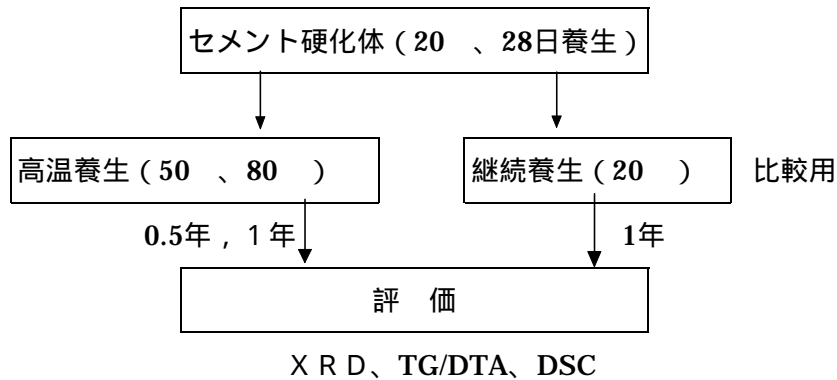 セメント硬化体（20　、28日養生）
高温養生（50　、80　）
継続養生（20　）
比較用
0.5年，１年
1年
評　価
ＸＲＤ、TG/DTA、DSC